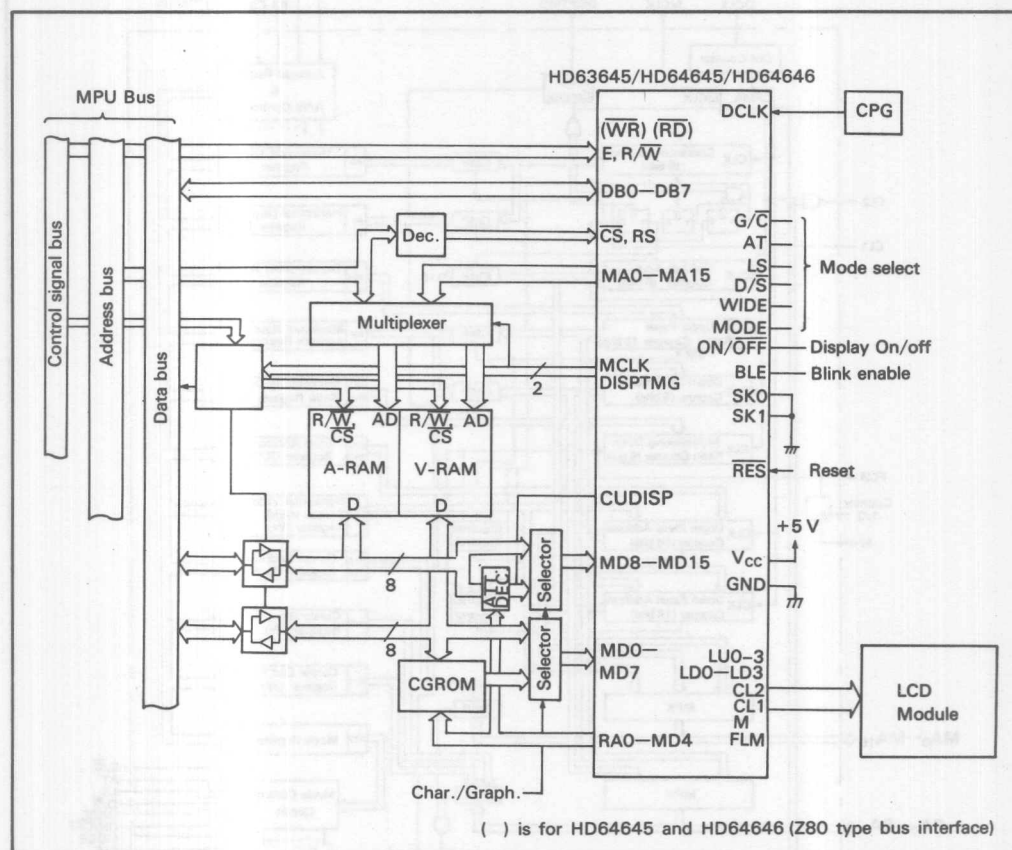 HD63645/HD64645/HD64646
MPU Bus
DCLK
CPG
(WR) (RD)
E, R/W
DB0—DB7
G/C
Dec.
CS, RS
AT
LS
Mode select
MA0—MA15
D/S
WIDE
Multiplexer
MODE
ON/OFF
Display On/off
Control signal bus
Address bus
Data bus
MCLK
BLE
Blink enable
2
DISPTMG
SK0
R/W,
AD
R/W
AD
SK1
CS
CS
A-RAM
V-RAM
RES
Reset
CUDISP
D
D
+5 V
Selector
MD8—MD15
VCC
8
ATT.
DEC.
GND
8
Selector
MD0—
LU0-3
MD7
LD0—LD3
CGROM
CL2
LCD
CL1
Module
M
RA0—MD4
FLM
Char./Graph.
( ) is for HD64645 and HD64646 (Z80 type bus interface)